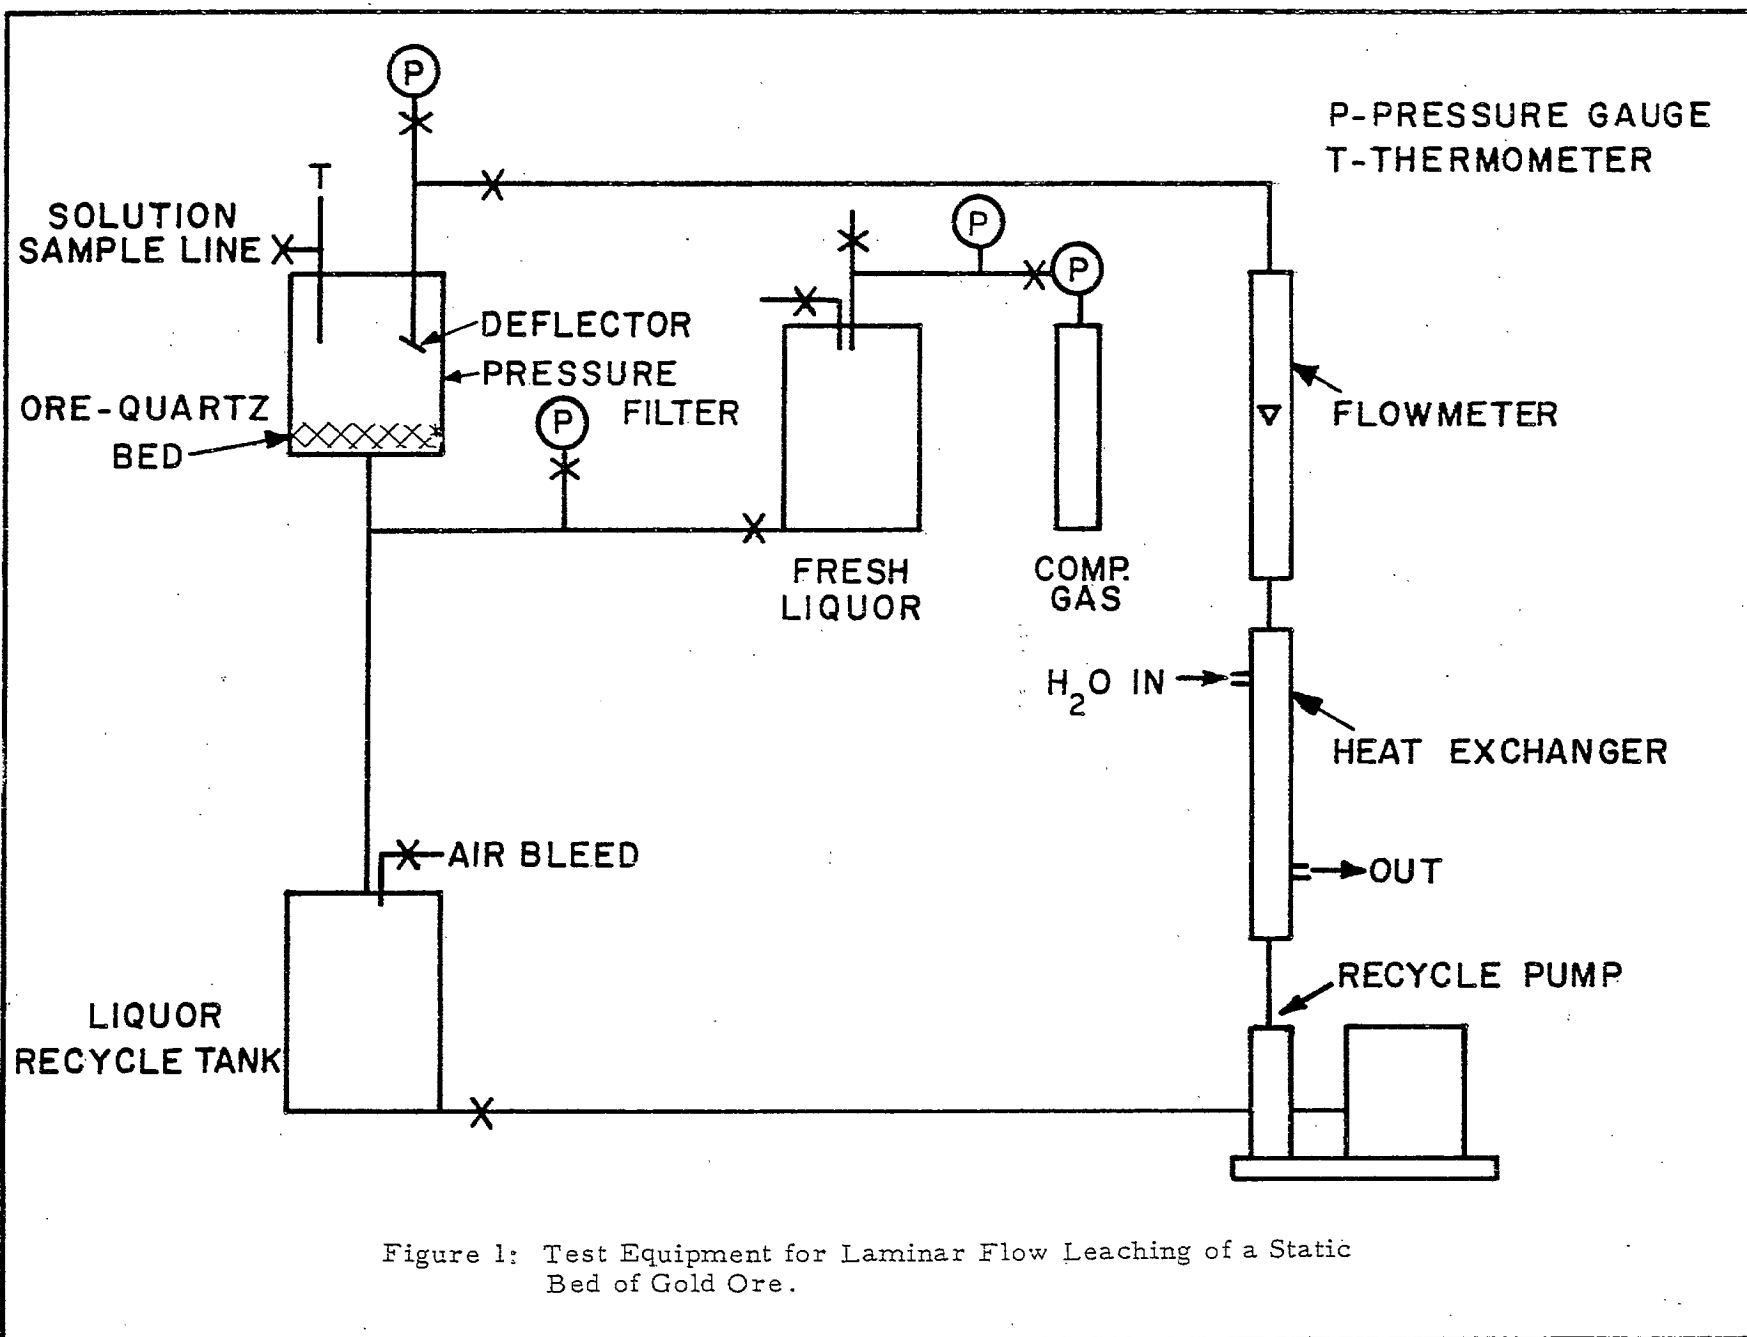 P
P-PRESSURE GAUGE
T-THERMOMETER
T
SOLUTION
SAMPLE LINE
P
P
DEFLECTOR
PRESSURE
FILTER
ORE-QUARTZ
BED
P
FLOWMETER
FRESH
LIQUOR
COMP.
GAS
H2O IN
HEAT EXCHANGER
AIR BLEED
OUT
RECYCLE PUMP
LIQUOR
RECYCLE TANK
Figure 1: Test Equipment for Laminar Flow Leaching of a Static
Bed of Gold Ore.